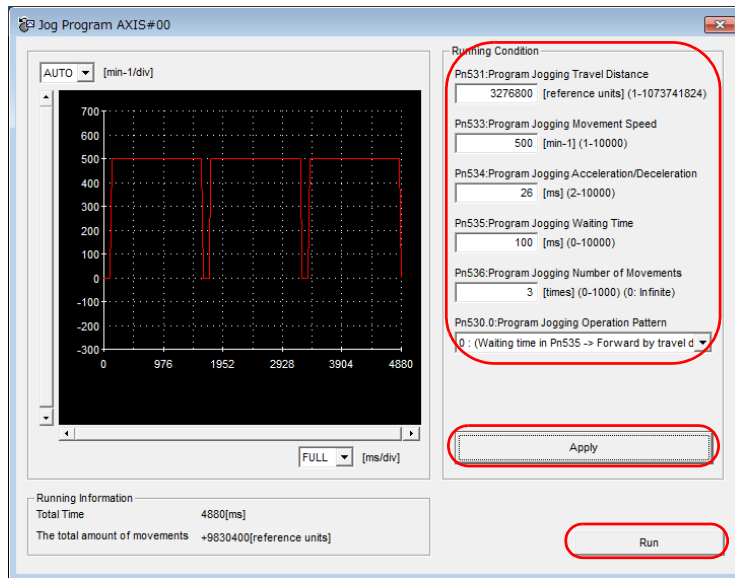 Jog Program AXIS#00
AUTO [min-1/div]
700
600
500
400
300
200
100
0
-100
-200
-300
0 976 1952 2928 3904 4880
FULL [ms/div]
Running Condition
Pn531:Program Jogging Travel Distance
3276800 [reference units] (1-1073741824)
Pn533:Program Jogging Movement Speed
500 [min-1] (1-10000)
Pn534:Program Jogging Acceleration/Deceleration
26 [ms] (2-10000)
Pn535:Program Jogging Waiting Time
100 [ms] (0-10000)
Pn536:Program Jogging Number of Movements
3 [times] (0-1000) (0: Infinite)
Pn530.0:Program Jogging Operation Pattern
0 : (Waiting time in Pn535 -> Forward by travel d
Apply
Running Information
Total Time 4880[ms]
The total amount of movements +9830400[reference units]
Run